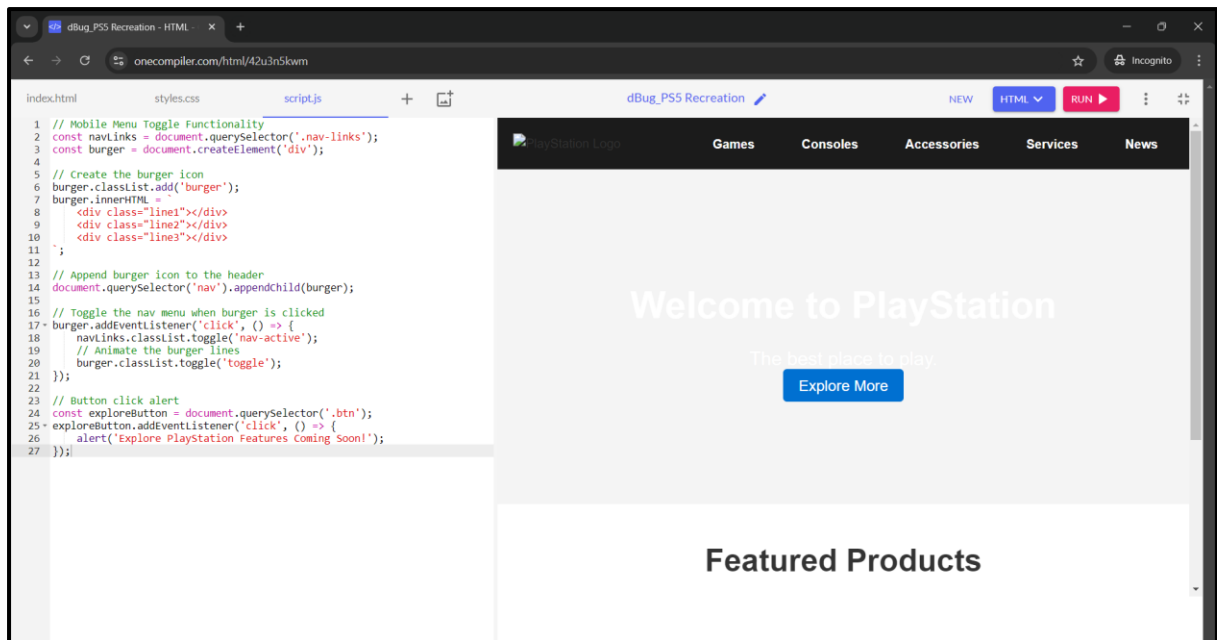 dBug_PS5 Recreation - HTML -
onecompiler.com/html/42u3n5kwm
Incognito
index.html styles.css script.js
dBug_PS5 Recreation NEW HTML RUN
1 // Mobile Menu Toggle Functionality
2 const navLinks = document.querySelector('.nav-links');
3 const burger = document.createElement('div');
4
5 // Create the burger icon
6 burger.classList.add('burger');
7 burger.innerHTML = `
8     <div class="line1"></div>
9     <div class="line2"></div>
10     <div class="line3"></div>
11 `;
12
13 // Append burger icon to the header
14 document.querySelector('nav').appendChild(burger);
15
16 // Toggle the nav menu when burger is clicked
17 burger.addEventListener('click', () => {
18     navLinks.classList.toggle('nav-active');
19     // Animate the burger lines
20     burger.classList.toggle('toggle');
21 });
22
23 // Button click alert
24 const exploreButton = document.querySelector('.btn');
25 exploreButton.addEventListener('click', () => {
26     alert('Explore PlayStation Features Coming Soon!');
27 });
PlayStation Logo
Games Consoles Accessories Services News
Welcome to PlayStation
The best place to play.
Explore More
Featured Products